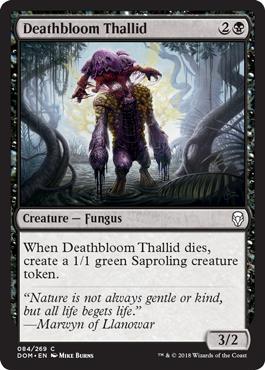 Deathbloom Thallid 2
Creature — Fungus
When Deathbloom Thallid dies,
create a 1/1 green Saproling creature
token.
“Nature is not always gentle or kind,
but all life begets life.”
—Marwyn of Llanowar
3/2
084/269 C
DOM • EN Mike Burns
™ & © 2018 Wizards of the Coast